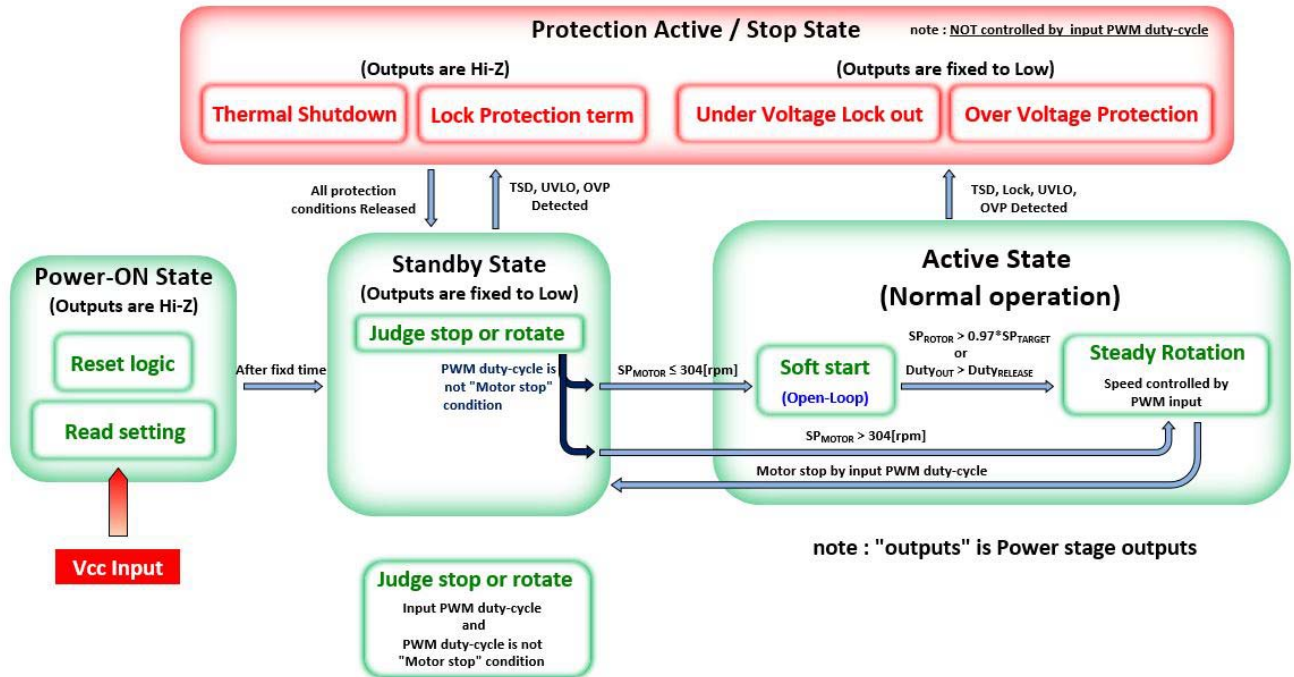 Protection Active / Stop State
note : NOT controlled by input PWM duty-cycle
(Outputs are Hi-Z)
(Outputs are fixed to Low)
Thermal Shutdown
Lock Protection term
Under Voltage Lock out
Over Voltage Protection
All protection
conditions Released
TSD, UVLO, OVP
Detected
TSD, Lock, UVLO,
OVP Detected
Power-ON State
(Outputs are Hi-Z)
Reset logic
Read setting
Vcc Input
After fixd time
Standby State
(Outputs are fixed to Low)
Judge stop or rotate
PWM duty-cycle is
not "Motor stop"
condition
SPMOTOR ≤ 304[rpm]
SPMOTOR > 304[rpm]
Motor stop by input PWM duty-cycle
Active State
(Normal operation)
Soft start
(Open-Loop)
SPROTOR > 0.97*SPTARGET
or
DutyOUT > DutyRELEASE
Steady Rotation
Speed controlled by
PWM input
note : "outputs" is Power stage outputs
Judge stop or rotate
Input PWM duty-cycle
and
PWM duty-cycle is not
"Motor stop" condition